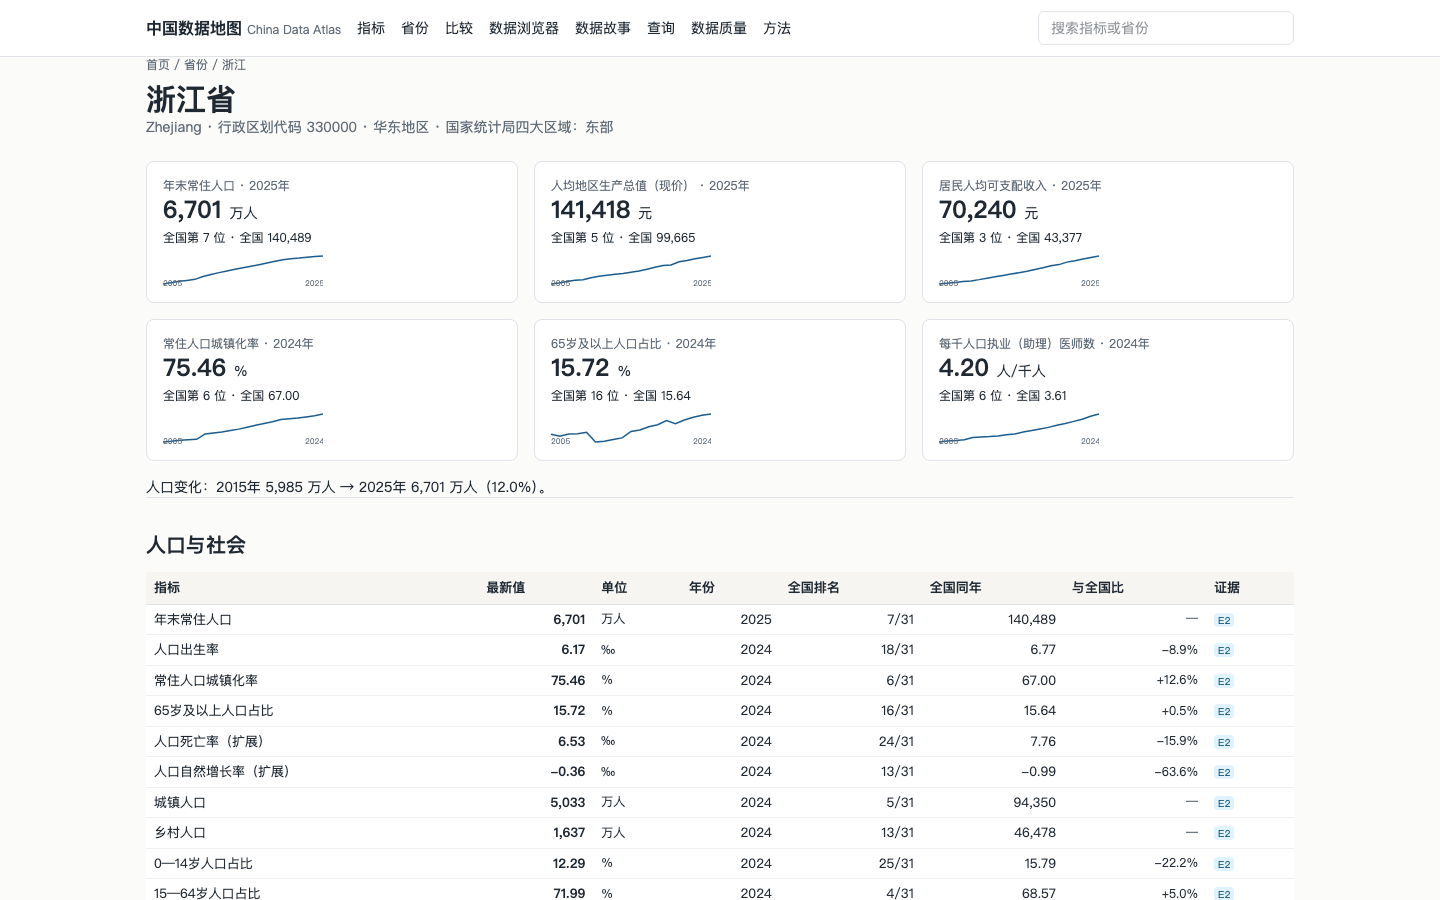 中国数据地图 China Data Atlas 指标 省份 比较 数据浏览器 数据故事 查询 数据质量 方法 搜索指标或省份
首页 / 省份 / 浙江
浙江省
Zhejiang · 行政区划代码 330000 · 华东地区 · 国家统计局四大区域：东部
年末常住人口 · 2025年
6,701 万人
全国第 7 位 · 全国 140,489
2005 2025
人均地区生产总值（现价） · 2025年
141,418 元
全国第 5 位 · 全国 99,665
2005 2025
居民人均可支配收入 · 2025年
70,240 元
全国第 3 位 · 全国 43,377
2005 2025
常住人口城镇化率 · 2024年
75.46 %
全国第 6 位 · 全国 67.00
2005 2024
65岁及以上人口占比 · 2024年
15.72 %
全国第 16 位 · 全国 15.64
2005 2024
每千人口执业（助理）医师数 · 2024年
4.20 人/千人
全国第 6 位 · 全国 3.61
2005 2024
人口变化：2015年 5,985 万人 → 2025年 6,701 万人（12.0%）。
人口与社会
指标 最新值 单位 年份 全国排名 全国同年 与全国比 证据
年末常住人口 6,701 万人 2025 7/31 140,489 — E2
人口出生率 6.17 ‰ 2024 18/31 6.77 −8.9% E2
常住人口城镇化率 75.46 % 2024 6/31 67.00 +12.6% E2
65岁及以上人口占比 15.72 % 2024 16/31 15.64 +0.5% E2
人口死亡率（扩展） 6.53 ‰ 2024 24/31 7.76 −15.9% E2
人口自然增长率（扩展） −0.36 ‰ 2024 13/31 −0.99 −63.6% E2
城镇人口 5,033 万人 2024 5/31 94,350 — E2
乡村人口 1,637 万人 2024 13/31 46,478 — E2
0—14岁人口占比 12.29 % 2024 25/31 15.79 −22.2% E2
15—64岁人口占比 71.99 % 2024 4/31 68.57 +5.0% E2